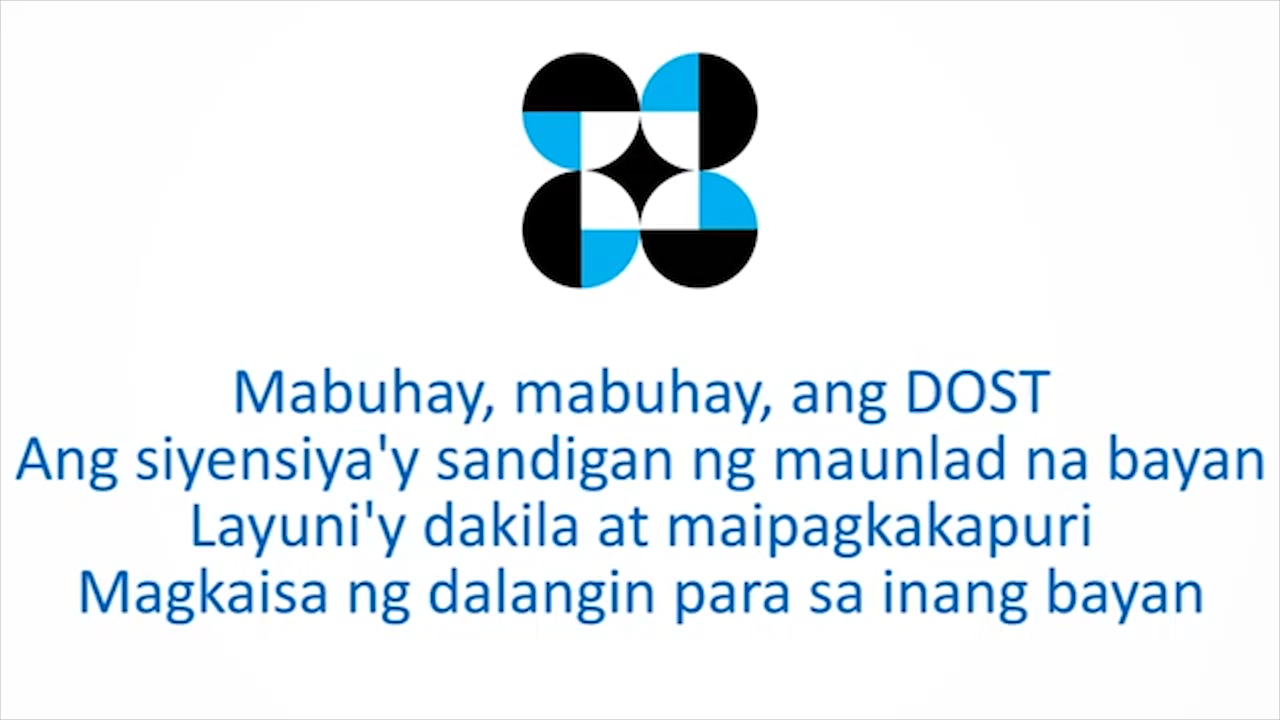 Mabuhay, mabuhay, ang DOST
Ang siyensiya'y sandigan ng maunlad na bayan
Layuni'y dakila at maipagkakapuri
Magkaisa ng dalangin para sa inang bayan